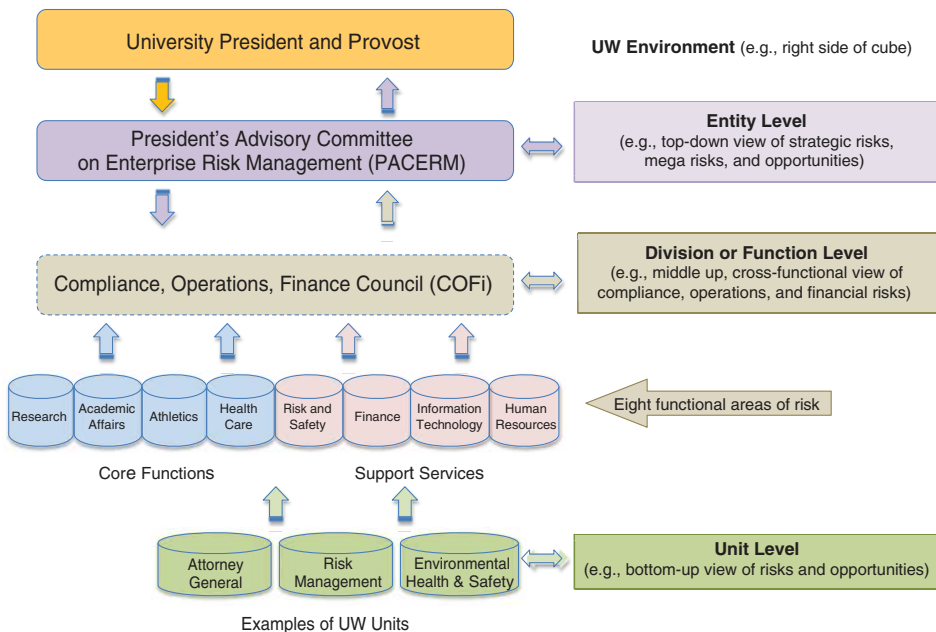 University President and Provost
UW Environment (e.g., right side of cube)
President's Advisory Committee
on Enterprise Risk Management (PACERM)
Entity Level
(e.g., top-down view of strategic risks,
mega risks, and opportunities)
Compliance, Operations, Finance Council (COFi)
Division or Function Level
(e.g., middle up, cross-functional view of
compliance, operations, and financial risks)
Research
Academic
Affairs
Athletics
Health
Care
Risk and
Safety
Finance
Information
Technology
Human
Resources
Eight functional areas of risk
Core Functions
Support Services
Attorney
General
Risk
Management
Environmental
Health & Safety
Unit Level
(e.g., bottom-up view of risks and opportunities)
Examples of UW Units